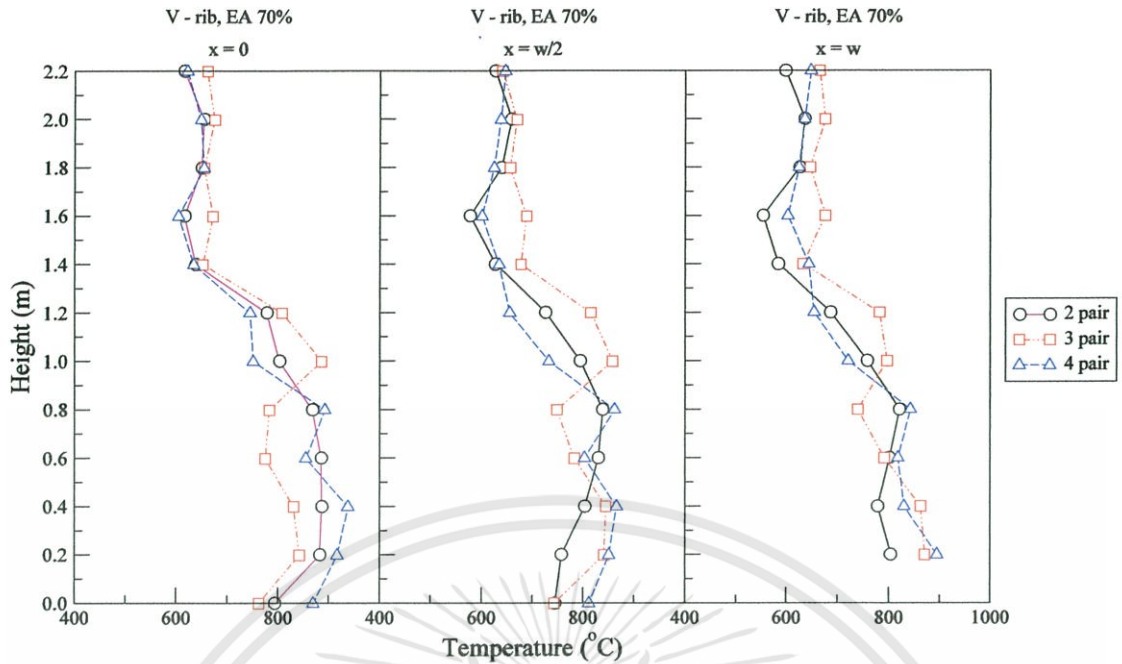 V - rib, EA 70%
x = 0
V - rib, EA 70%
x = w/2
V - rib, EA 70%
x = w
2.2
2.0
1.8
1.6
1.4
1.2
1.0
0.8
0.6
0.4
0.2
0.0
Height (m)
2 pair
3 pair
4 pair
400 600 800 400 600 800 400 600 800 1000
Temperature (°C)